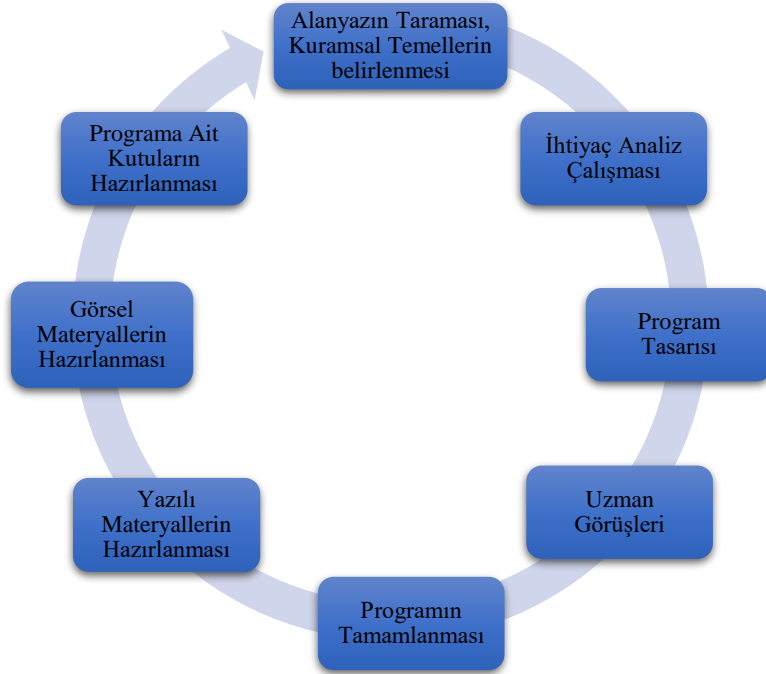 Alanyazın Taraması,
Kuramsal Temellerin
belirlenmesi
İhtiyaç Analiz
Çalışması
Program
Tasarısı
Uzman
Görüşleri
Programın
Tamamlanması
Yazılı
Materyallerin
Hazırlanması
Görsel
Materyallerin
Hazırlanması
Programa Ait
Kutuların
Hazırlanması